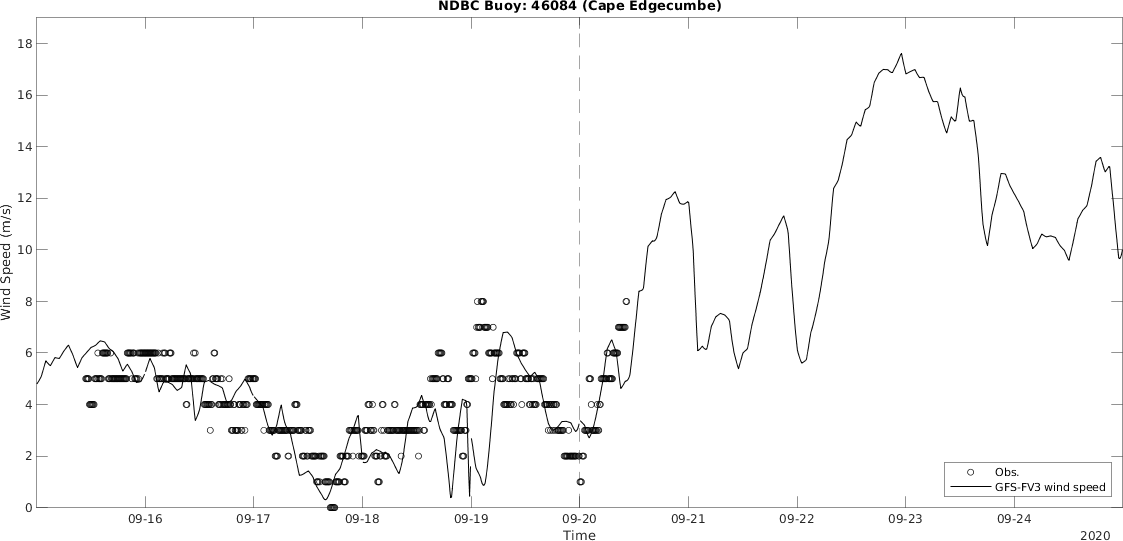 NDBC Buoy: 46084 (Cape Edgecumbe)
18
16
14
12
10
8
6
4
2
0
Wind Speed (m/s)
Obs.
GFS-FV3 wind speed
09-16 09-17 09-18 09-19 09-20 09-21 09-22 09-23 09-24
Time
2020